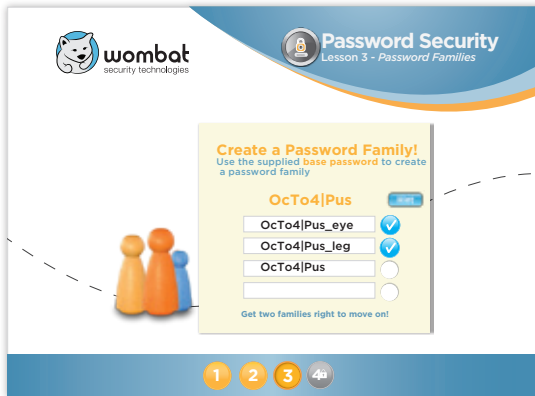 wombat
security technologies
Password Security
Lesson 3 - Password Families
Create a Password Family!
Use the supplied base password to create
a password family
OcTo4|Pus
OcTo4|Pus_eye
OcTo4|Pus_leg
OcTo4|Pus
Get two families right to move on!
1 2 3 4